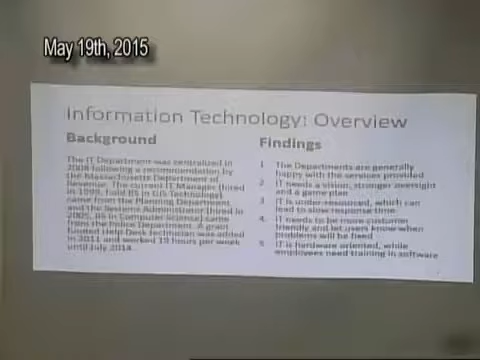 May 19th, 2015
Information Technology: Overview
Background
The IT Department was centralized in
2008 following a recommendation by
the Massachusetts Department of
Revenue. The current IT Manager (hired
in 1998, hold BS in GIS Technology)
came from the Planning Department,
and the Systems Administrator (hired in
2005, BS in Computer Science) came
from the Police Department. A grant
funded Help Desk technician was added
in 2011 and worked 19 hours per week
until July 2014.
Findings
1 The Departments are generally
happy with the services provided
2 IT needs a vision, stronger oversight
and a game plan
3 IT is under-resourced, which can
lead to slow response time
4. IT needs to be more customer
friendly and let users know when
problems will be fixed
5 IT is hardware oriented, while
employees need training in software